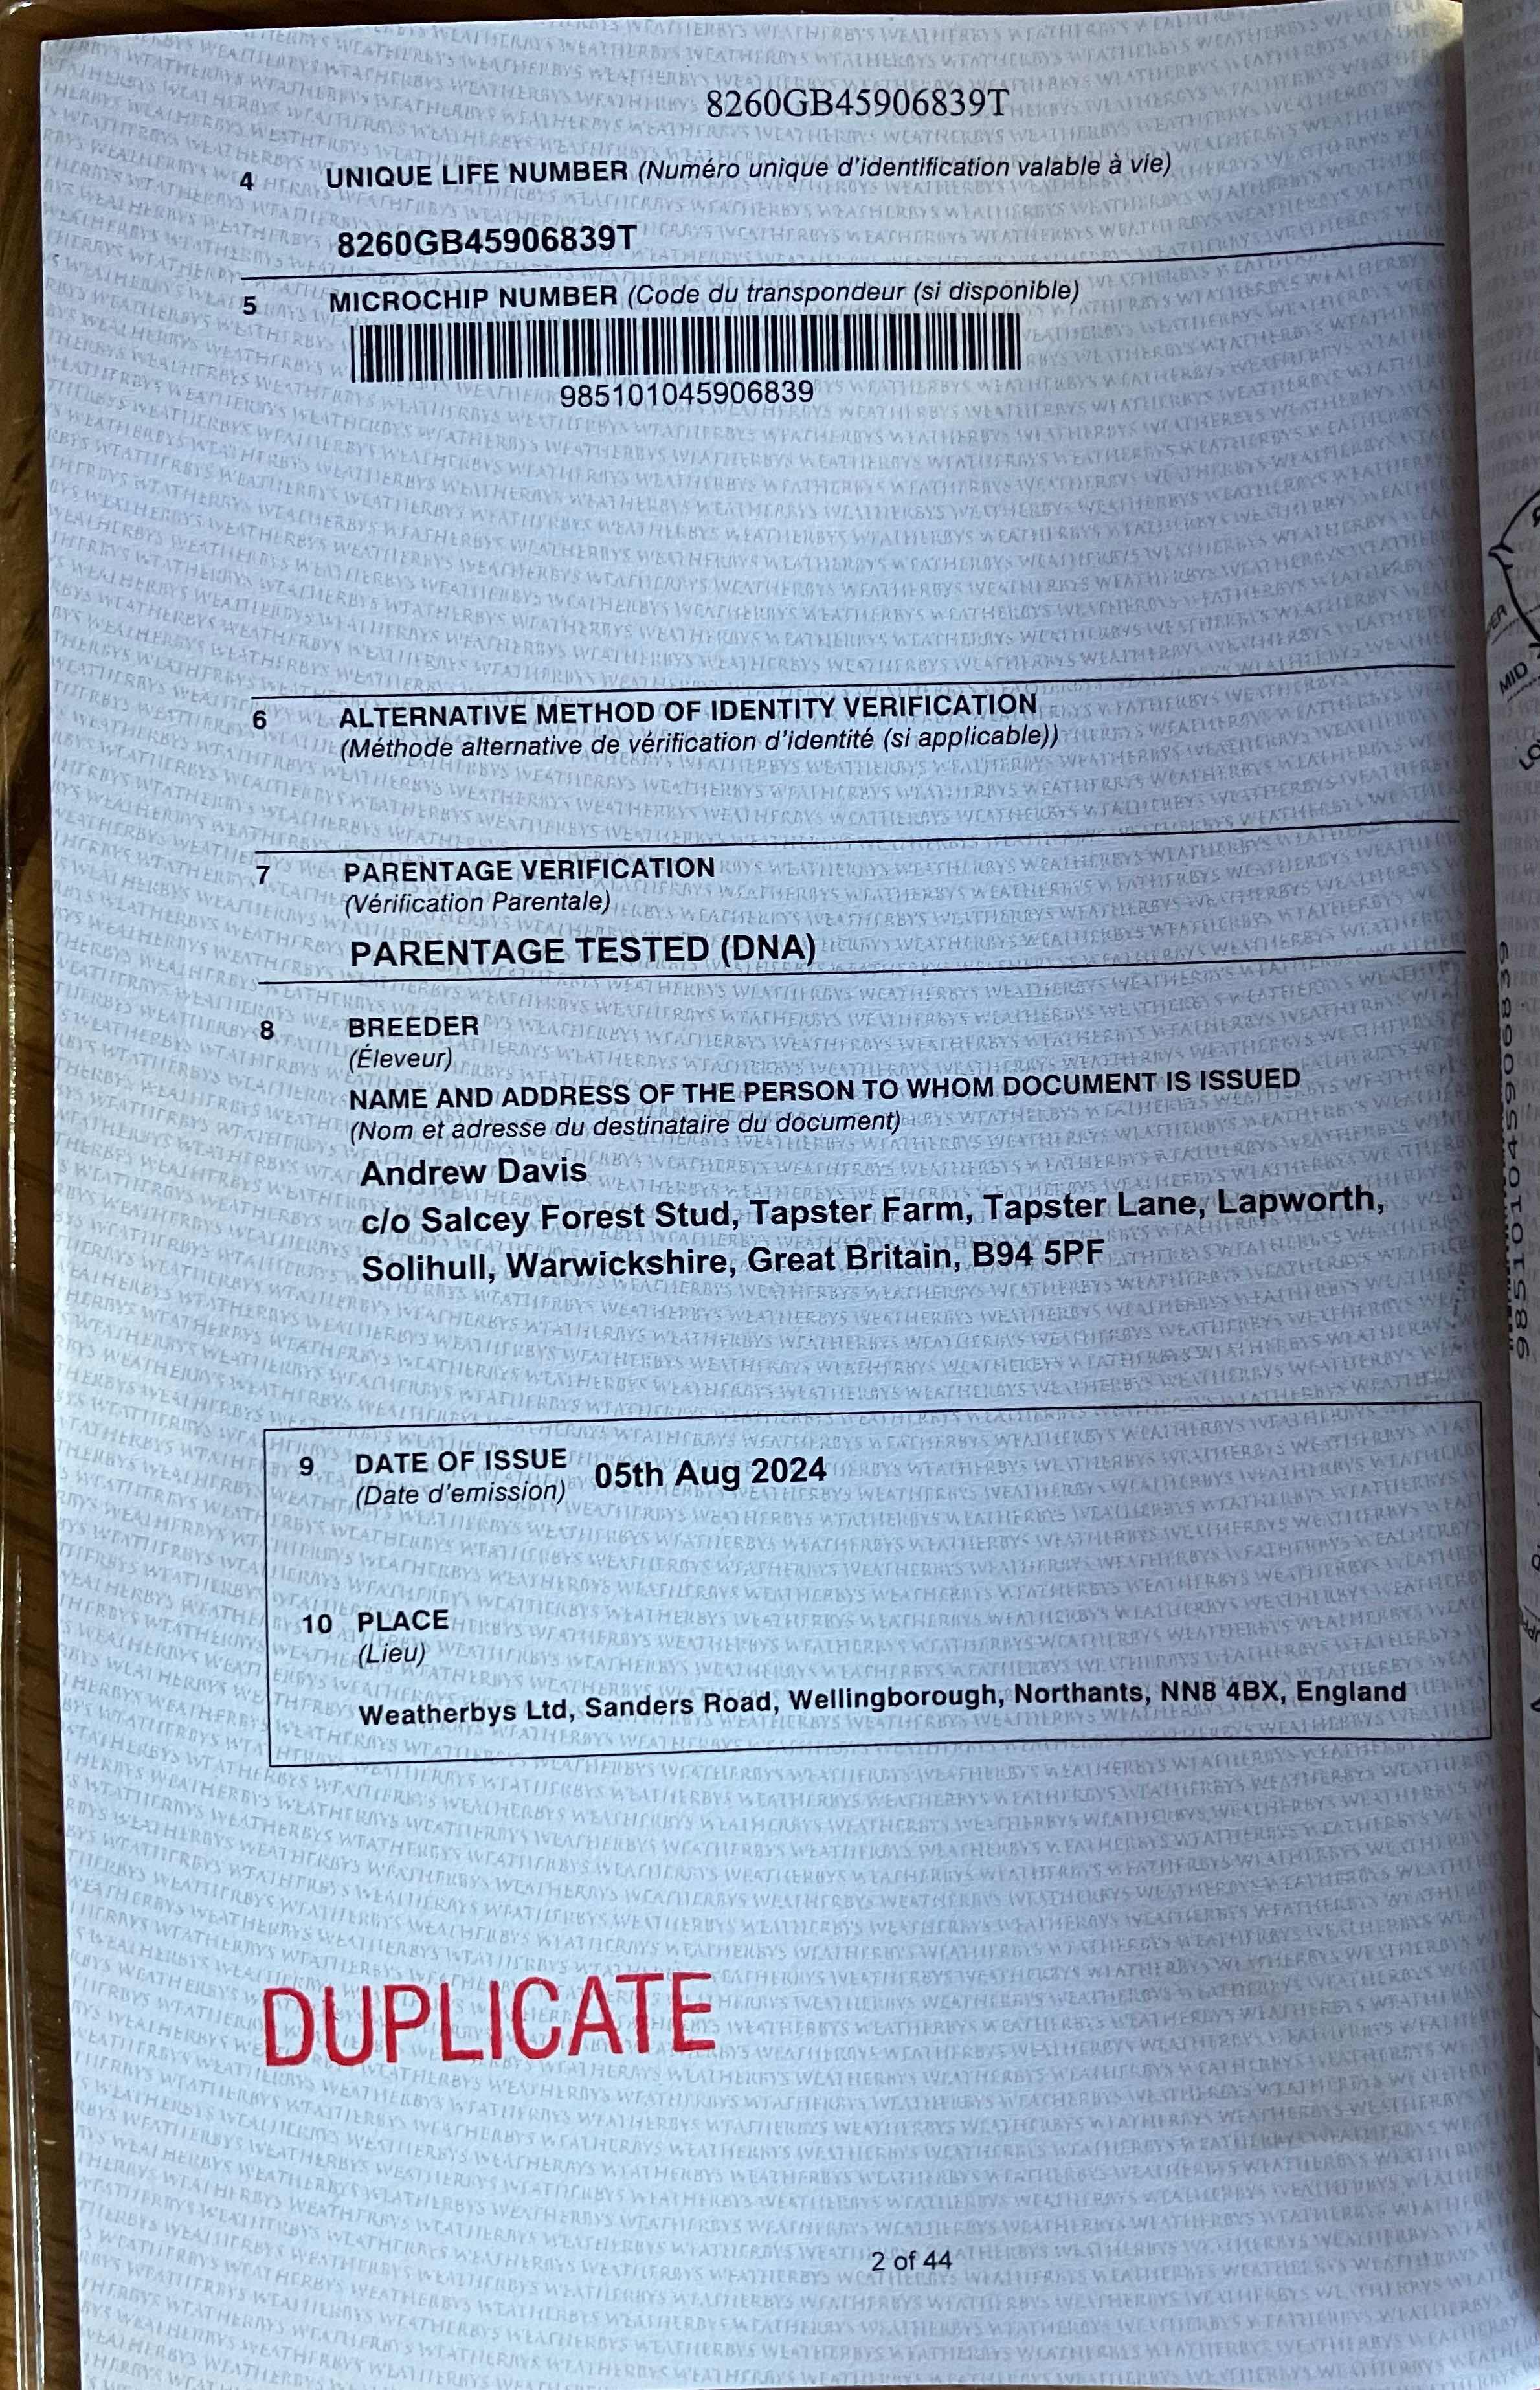 8260GB45906839T
4 UNIQUE LIFE NUMBER (Numéro unique d'identification valable à vie)
8260GB45906839T
5 MICROCHIP NUMBER (Code du transpondeur (si disponible)
985101045906839
6 ALTERNATIVE METHOD OF IDENTITY VERIFICATION
(Méthode alternative de vérification d'identité (si applicable))
7 PARENTAGE VERIFICATION
(Vérification Parentale)
PARENTAGE TESTED (DNA)
8 BREEDER
(Éleveur)
NAME AND ADDRESS OF THE PERSON TO WHOM DOCUMENT IS ISSUED
(Nom et adresse du destinataire du document)
Andrew Davis
c/o Salcey Forest Stud, Tapster Farm, Tapster Lane, Lapworth,
Solihull, Warwickshire, Great Britain, B94 5PF
9 DATE OF ISSUE 05th Aug 2024
(Date d'emission)
10 PLACE
(Lieu)
Weatherbys Ltd, Sanders Road, Wellingborough, Northants, NN8 4BX, England
DUPLICATE
2 of 44
985101045906839
MID